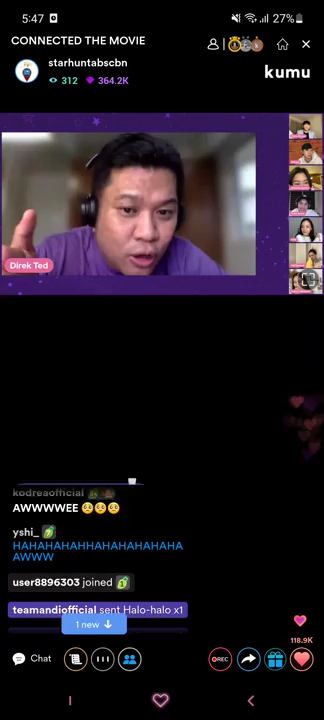 5:47
27%
CONNECTED THE MOVIE
starhuntabscbn
312 364.2K
kumu
Direk Ted
kodreaofficial
AWWWWEE 🥺🥺🥺
yshi_
HAHAHAHAHHAHAHAHAHAHA
AWWW
user8896303 joined
teamandiofficial sent Halo-halo x1
1 new
118.9K
Chat
REC